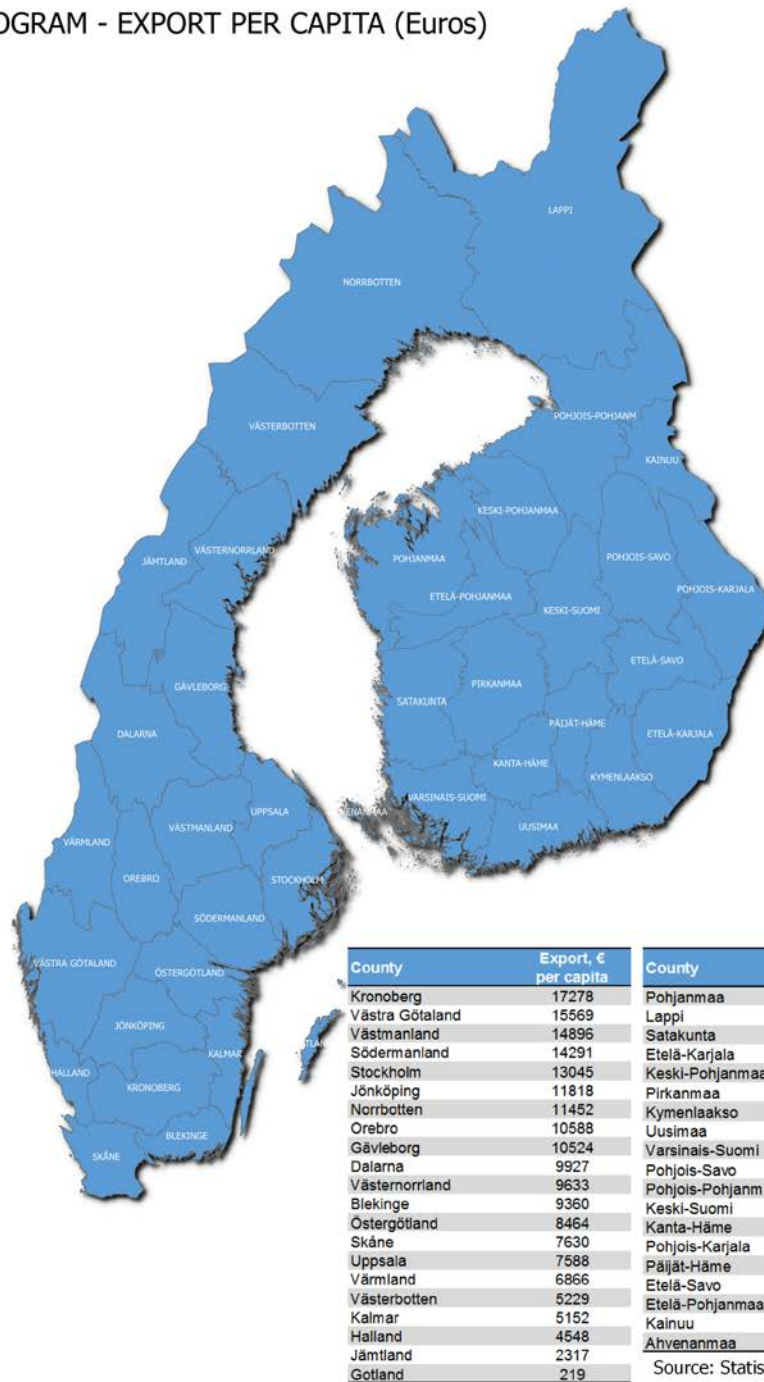 OGRAM - EXPORT PER CAPITA (Euros)
LAPPI
NORRBOTTEN
VÄSTERBOTTEN
POHJOIS-POHJANM
KAINUU
KESKI-POHJANMAA
VÄSTERNORRLAND
JÄMTLAND
POHJANMAA
POHJOIS-SAVO
POHJOIS-KARJALA
ETELÄ-POHJANMAA
KESKI-SUOMI
ETELÄ-SAVO
GÄVLEBORG
PIRKANMAA
SATAKUNTA
DALARNA
PÄIJÄT-HÄME
ETELÄ-KARJALA
KANTA-HÄME
KYMENLAAKSO
VARSINAIS-SUOMI
UPPSALA
ENANMAA
UUSIMAA
VÄSTMANLAND
VÄRMLAND
OREBRO
STOCKHOLM
SÖDERMANLAND
VÄSTRA GÖTALAND
ÖSTERGÖTLAND
JÖNKÖPING
TLAN
KALMAR
HALLAND
KRONOBERG
BLEKINGE
SKÅNE
County Export, € per capita
Kronoberg 17278
Västra Götaland 15569
Västmanland 14896
Södermanland 14291
Stockholm 13045
Jönköping 11818
Norrbotten 11452
Orebro 10588
Gävleborg 10524
Dalarna 9927
Västernorrland 9633
Blekinge 9360
Östergötland 8464
Skåne 7630
Uppsala 7588
Värmland 6866
Västerbotten 5229
Kalmar 5152
Halland 4548
Jämtland 2317
Gotland 219
County
Pohjanmaa
Lappi
Satakunta
Etelä-Karjala
Keski-Pohjanmaa
Pirkanmaa
Kymenlaakso
Uusimaa
Varsinais-Suomi
Pohjois-Savo
Pohjois-Pohjanm
Keski-Suomi
Kanta-Häme
Pohjois-Karjala
Päijät-Häme
Etelä-Savo
Etelä-Pohjanmaa
Kainuu
Ahvenanmaa
Source: Statis